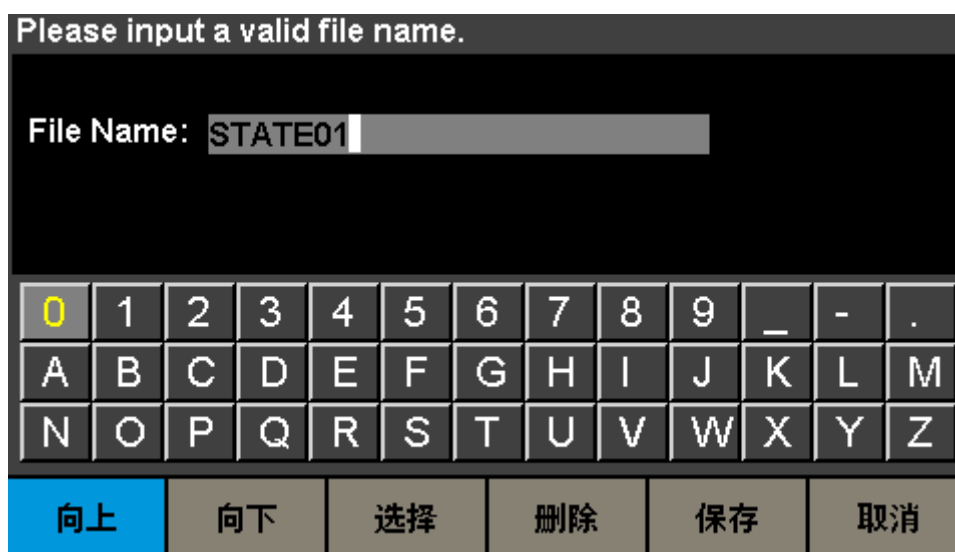 Please input a valid file name.
File Name: STATE01
0 1 2 3 4 5 6 7 8 9 _ - .
A B C D E F G H I J K L M
N O P Q R S T U V W X Y Z
向上 向下 选择 删除 保存 取消